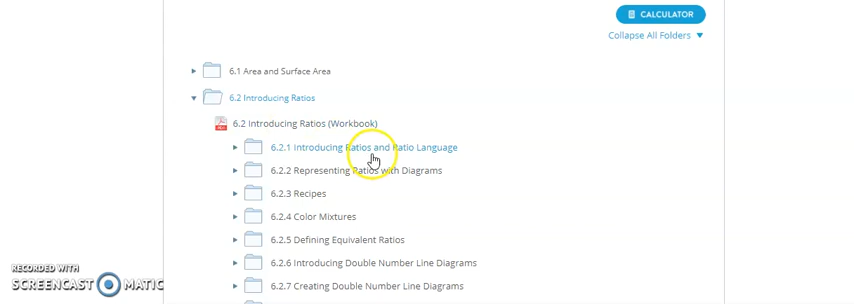 CALCULATOR
Collapse All Folders
6.1 Area and Surface Area
6.2 Introducing Ratios
6.2 Introducing Ratios (Workbook)
6.2.1 Introducing Ratios and Ratio Language
6.2.2 Representing Ratios with Diagrams
6.2.3 Recipes
6.2.4 Color Mixtures
6.2.5 Defining Equivalent Ratios
6.2.6 Introducing Double Number Line Diagrams
RECORDED WITH
SCREENCAST MATIC
6.2.7 Creating Double Number Line Diagrams